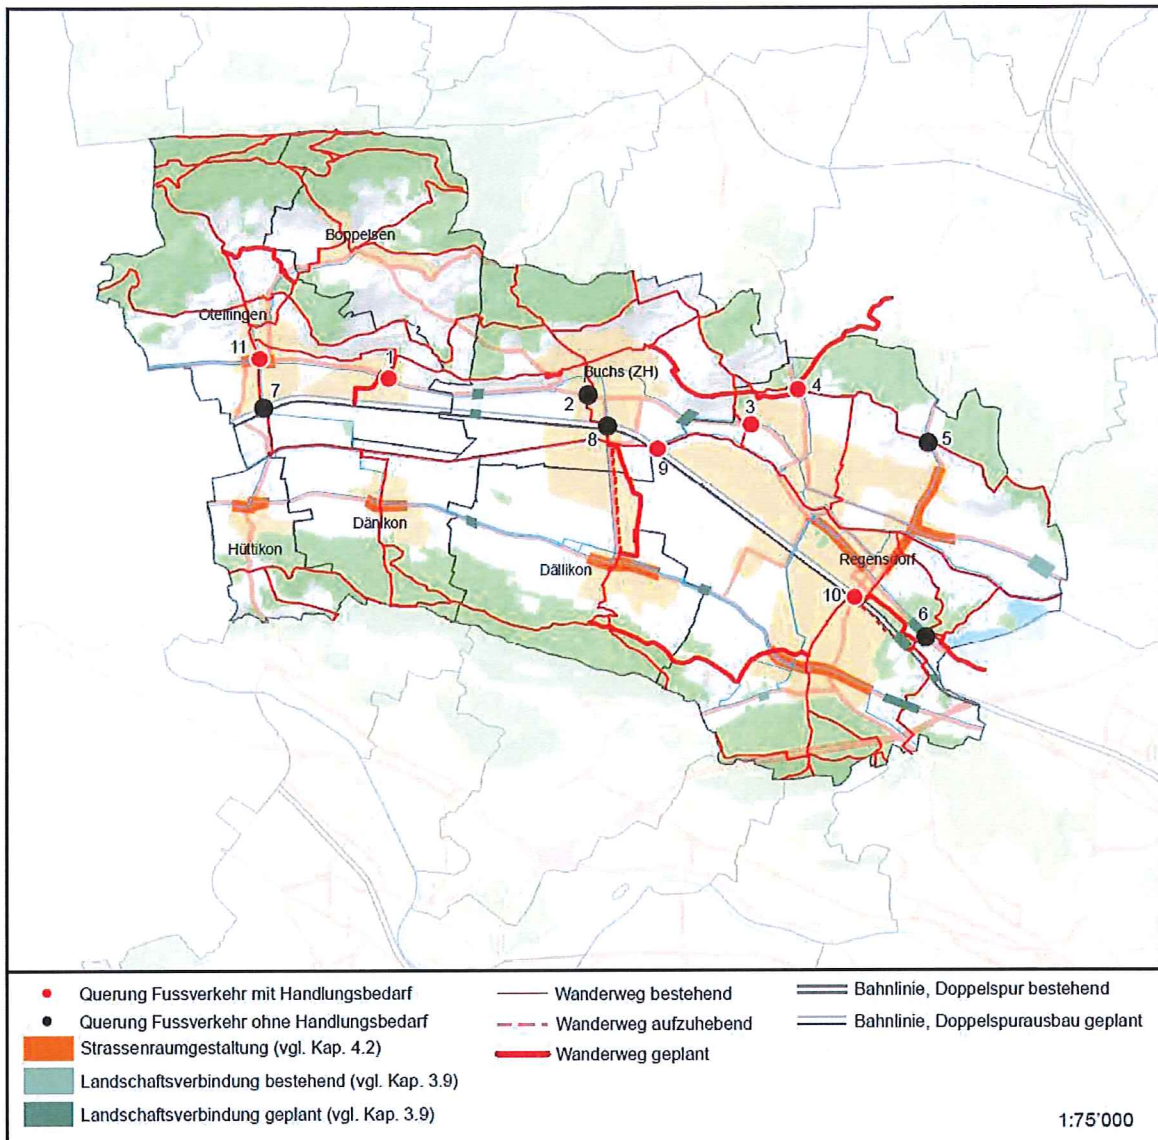 Boppelsen
Otelfingen
11
1
Buchs (ZH)
4
7
2
3
8
5
9
Dänikon
Hüttikon
Dällikon
Regensdorf
10
6
Querung Fussverkehr mit Handlungsbedarf
Querung Fussverkehr ohne Handlungsbedarf
Strassenraumgestaltung (vgl. Kap. 4.2)
Landschaftsverbindung bestehend (vgl. Kap. 3.9)
Landschaftsverbindung geplant (vgl. Kap. 3.9)
Wanderweg bestehend
Wanderweg aufzuhebend
Wanderweg geplant
Bahnlinie, Doppelspur bestehend
Bahnlinie, Doppelspurausbau geplant
1:75'000